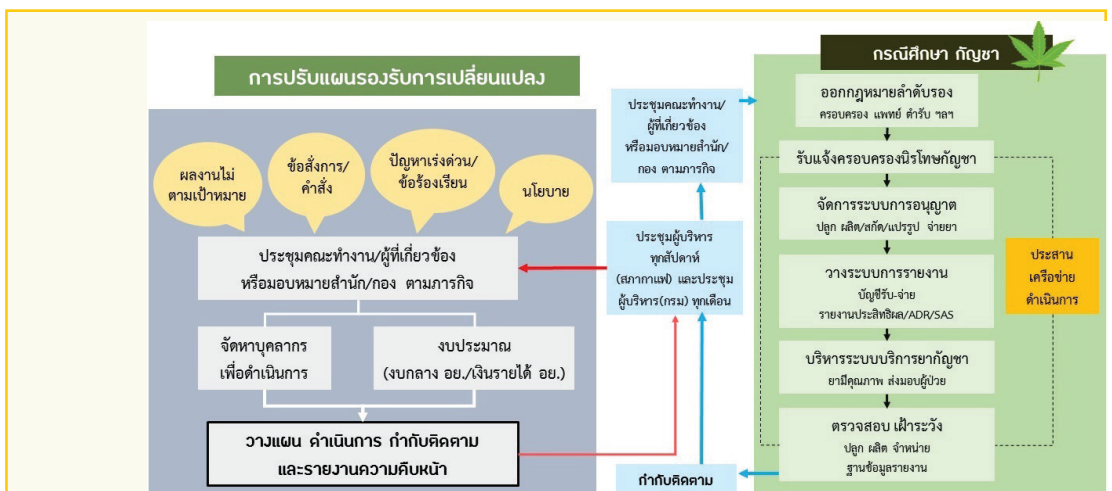 การปรับแผนรองรับการเปลี่ยนแปลง
ผลงานไม่
ตามเป้าหมาย
ข้อสั่งการ/
คำสั่ง
ปัญหาเร่งด่วน/
ข้อร้องเรียน
นโยบาย
ประชุมคณะทำงาน/ผู้ที่เกี่ยวข้อง
หรือมอบหมายสำนัก/กอง ตามภารกิจ
จัดหาบุคลากร
เพื่อดำเนินการ
งบประมาณ
(งบกลาง อย./เงินรายได้ อย.)
วางแผน ดำเนินการ กำกับติดตาม
และรายงานความคืบหน้า
ประชุมคณะทำงาน/
ผู้ที่เกี่ยวข้อง
หรือมอบหมายสำนัก/
กอง ตามภารกิจ
ประชุมผู้บริหาร
ทุกสัปดาห์
(สภากาแฟ) และประชุม
ผู้บริหาร(กรม) ทุกเดือน
กำกับติดตาม
กรณีศึกษา กัญชา
ออกกฎหมายลำดับรอง
ครอบครอง แพทย์ ตำรับ ฯลฯ
รับแจ้งครอบครองนิรโทษกัญชา
จัดการระบบการอนุญาต
ปลูก ผลิต/สกัด/แปรรูป จ่ายยา
วางระบบการรายงาน
บัญชีรับ-จ่าย
รายงานประสิทธิผล/ADR/SAS
บริหารระบบบริการยากัญชา
ยามีคุณภาพ ส่งมอบผู้ป่วย
ตรวจสอบ เฝ้าระวัง
ปลูก ผลิต จำหน่าย
ฐานข้อมูลรายงาน
ประสาน
เครือข่าย
ดำเนินการ